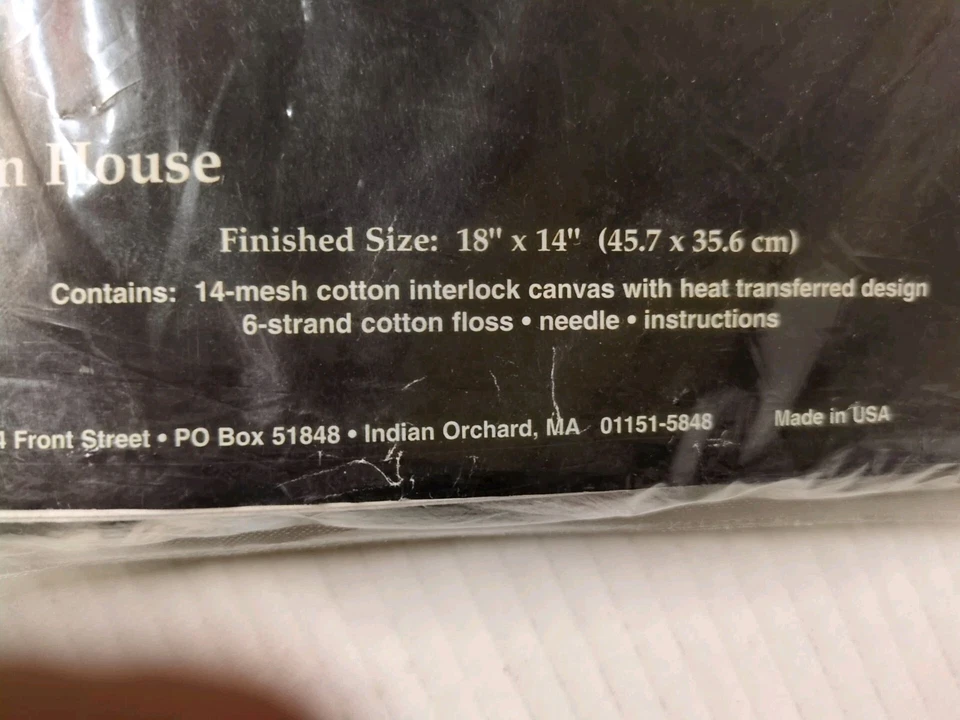 n House
Finished Size: 18" x 14" (45.7 x 35.6 cm)
Contains: 14-mesh cotton interlock canvas with heat transferred design
6-strand cotton floss • needle • instructions
4 Front Street • PO Box 51848 • Indian Orchard, MA 01151-5848 Made in USA